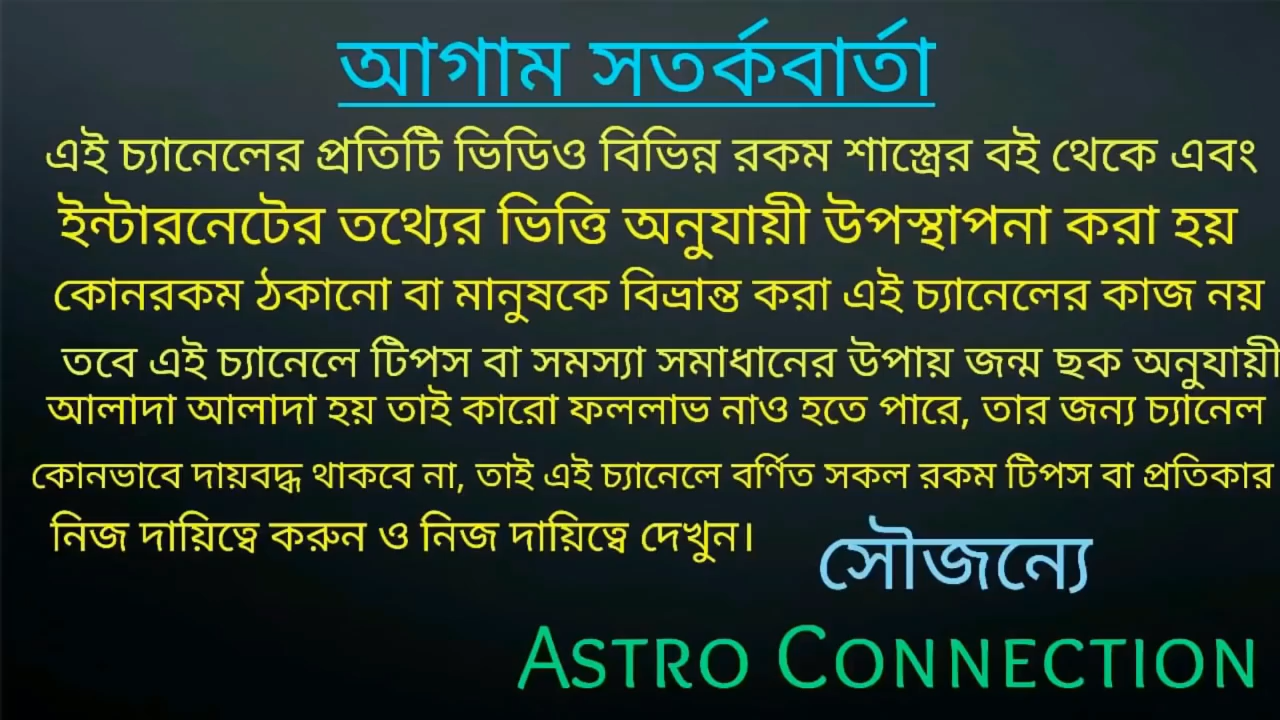 আগাম সতর্কবার্তা
এই চ্যানেলের প্রতিটি ভিডিও বিভিন্ন রকম শাস্ত্রের বই থেকে এবং
ইন্টারনেটের তথ্যের ভিত্তি অনুযায়ী উপস্থাপনা করা হয়
কোনরকম ঠকানো বা মানুষকে বিভ্রান্ত করা এই চ্যানেলের কাজ নয়
তবে এই চ্যানেলে টিপস বা সমস্যা সমাধানের উপায় জন্ম ছক অনুযায়ী
আলাদা আলাদা হয় তাই কারো ফললাভ নাও হতে পারে, তার জন্য চ্যানেল
কোনভাবে দায়বদ্ধ থাকবে না, তাই এই চ্যানেলে বর্ণিত সকল রকম টিপস বা প্রতিকার
নিজ দায়িত্বে করুন ও নিজ দায়িত্বে দেখুন।
সৌজন্যে
ASTRO CONNECTION